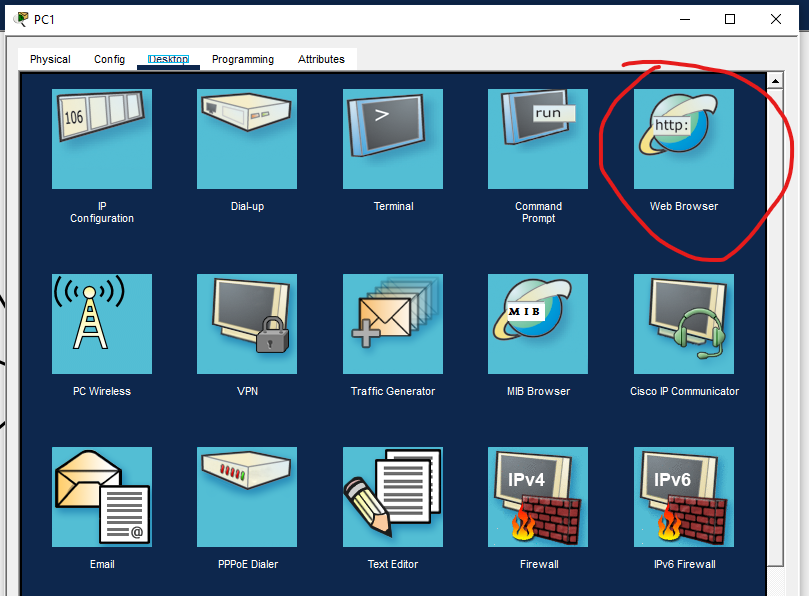 PC1
Physical Config Desktop Programming Attributes
106
>
run
http:
IP
Configuration
Dial-up
Terminal
Command
Prompt
Web Browser
MIB
PC Wireless
VPN
Traffic Generator
MIB Browser
Cisco IP Communicator
@
IPv4
IPv6
Email
PPPoE Dialer
Text Editor
Firewall
IPv6 Firewall